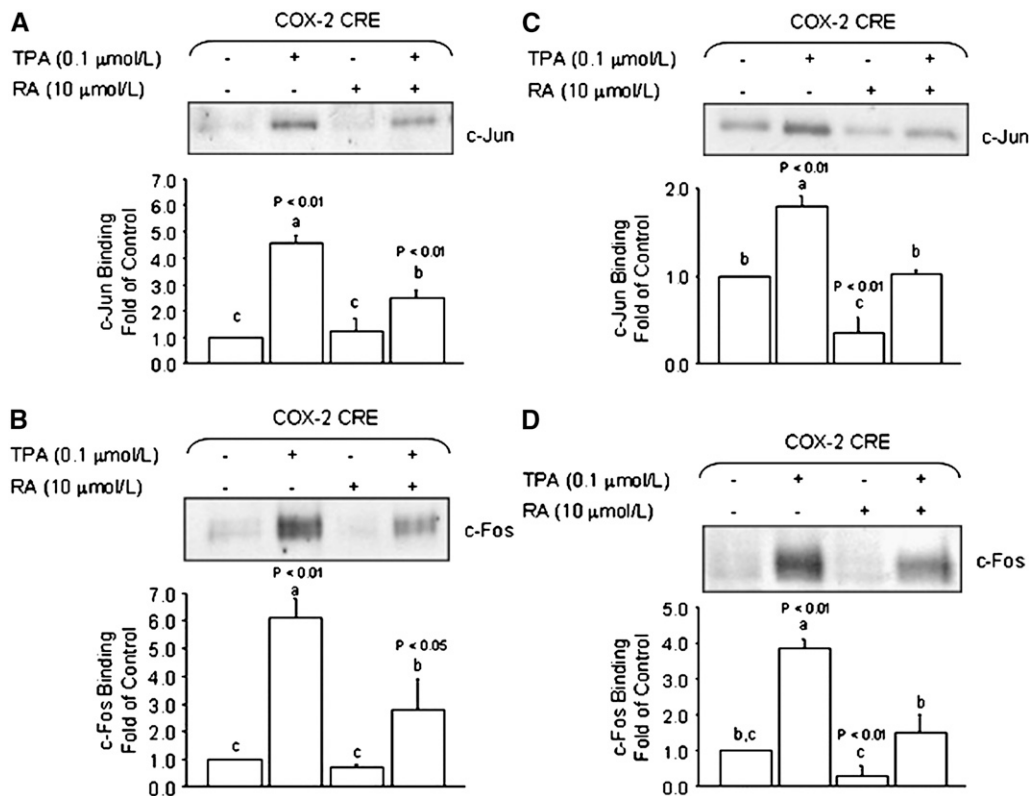 A
COX-2 CRE
TPA (0.1 µmol/L) - + - +
RA (10 µmol/L) - - + +
c-Jun
c-Jun Binding
Fold of Control
7.0
6.0
5.0
4.0
3.0
2.0
1.0
0.0
P < 0.01
a
P < 0.01
b
c
c
B
COX-2 CRE
TPA (0.1 µmol/L) - + - +
RA (10 µmol/L) - - + +
c-Fos
c-Fos Binding
Fold of Control
7.0
6.0
5.0
4.0
3.0
2.0
1.0
0.0
P < 0.01
a
P < 0.05
b
c
c
C
COX-2 CRE
TPA (0.1 µmol/L) - + - +
RA (10 µmol/L) - - + +
c-Jun
c-Jun Binding
Fold of Control
2.0
1.0
0.0
P < 0.01
a
b
P < 0.01
c
b
D
COX-2 CRE
TPA (0.1 µmol/L) - + - +
RA (10 µmol/L) - - + +
c-Fos
c-Fos Binding
Fold of Control
5.0
4.0
3.0
2.0
1.0
0.0
P < 0.01
a
b,c
P < 0.01
c
b